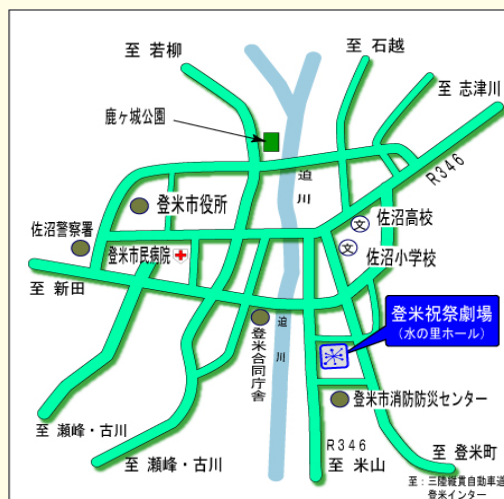 至 若柳
至 石越
至 志津川
鹿ヶ城公園
R346
迫川
登米市役所
佐沼高校
佐沼警察署
登米市民病院
佐沼小学校
至 新田
登米祝祭劇場
(水の里ホール)
迫川
登米合同庁舎
登米市消防防災センター
至 瀬峰・古川
至 瀬峰・古川
R346
至 米山
至 登米町
至:三陸縦貫自動車道
登米インター
文
文